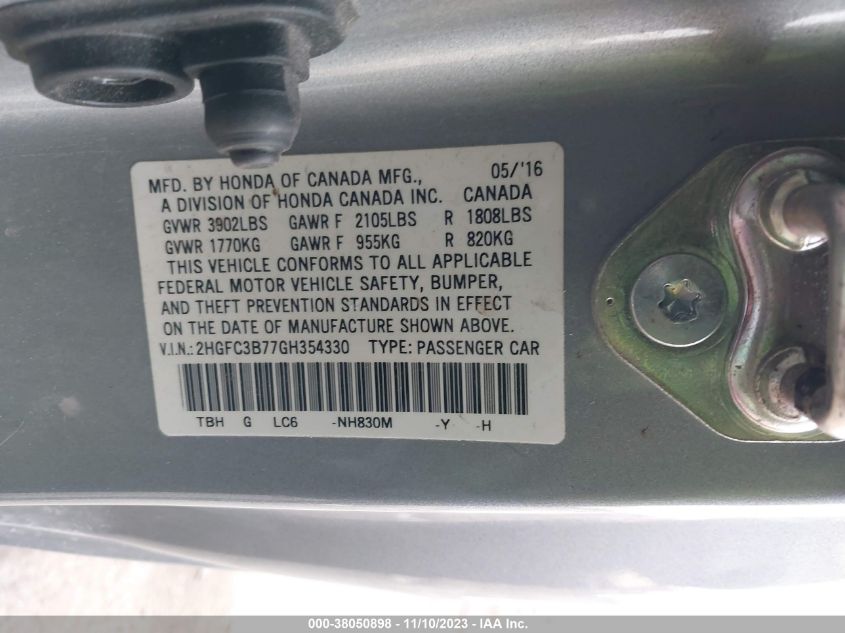 MFD. BY HONDA OF CANADA MFG., 05/'16
A DIVISION OF HONDA CANADA INC. CANADA
GVWR 3902LBS GAWR F 2105LBS R 1808LBS
GVWR 1770KG GAWR F 955KG R 820KG
THIS VEHICLE CONFORMS TO ALL APPLICABLE
FEDERAL MOTOR VEHICLE SAFETY, BUMPER,
AND THEFT PREVENTION STANDARDS IN EFFECT
ON THE DATE OF MANUFACTURE SHOWN ABOVE.
V.I.N.:2HGFC3B77GH354330 TYPE: PASSENGER CAR
TBH G LC6 -NH830M -Y -H
000-38050898 - 11/10/2023 - IAA Inc.